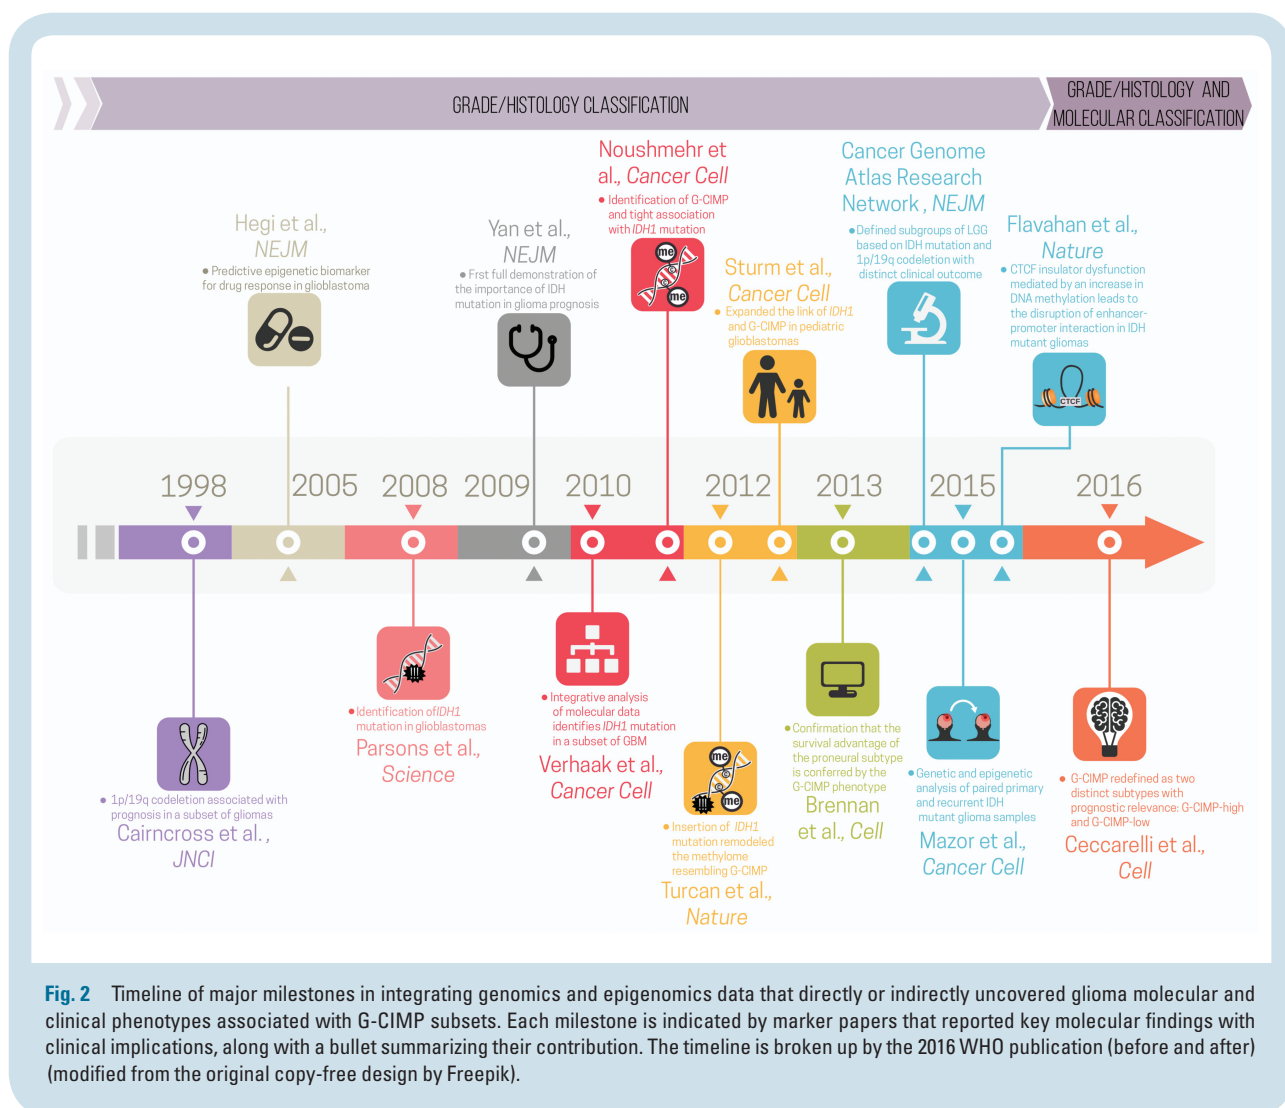 GRADE/HISTOLOGY CLASSIFICATION
GRADE/HISTOLOGY AND
MOLECULAR CLASSIFICATION
Hegi et al.,
NEJM
• Predictive epigenetic biomarker
for drug response in glioblastoma
Yan et al.,
NEJM
• Frst full demonstration of
the importance of IDH
mutation in glioma prognosis
Noushmehr et
al., Cancer Cell
• Identification of G-CIMP
and tight association
with IDH1 mutation
me
me
Sturm et al.,
Cancer Cell
• Expanded the link of IDH1
and G-CIMP in pediatric
glioblastomas
Cancer Genome
Atlas Research
Network , NEJM
• Defined subgroups of LGG
based on IDH mutation and
1p/19q codeletion with
distinct clinical outcome
Flavahan et al.,
Nature
• CTCF insulator dysfunction
mediated by an increase in
DNA methylation leads to
the disruption of enhancer-
promoter interaction in IDH
mutant gliomas
CTCF
1998
2005
2008
2009
2010
2012
2013
2015
2016
• 1p/19q codeletion associated with
prognosis in a subset of gliomas
Cairncross et al. ,
JNCI
!!!
• Identification of IDH1
mutation in glioblastomas
Parsons et al.,
Science
• Integrative analysis
of molecular data
identifies IDH1 mutation
in a subset of GBM
Verhaak et al.,
Cancer Cell
me
me
!!!
• Insertion of IDH1
mutation remodeled
the methylome
resembling G-CIMP
Turcan et al.,
Nature
• Confirmation that the
survival advantage of
the proneural subtype
is conferred by the
G-CIMP phenotype
Brennan
et al., Cell
• Genetic and epigenetic
analysis of paired primary
and recurrent IDH
mutant glioma samples
Mazor et al.,
Cancer Cell
• G-CIMP redefined as two
distinct subtypes with
prognostic relevance: G-CIMP-high
and G-CIMP-low
Ceccarelli et al.,
Cell
Fig. 2 Timeline of major milestones in integrating genomics and epigenomics data that directly or indirectly uncovered glioma molecular and
clinical phenotypes associated with G-CIMP subsets. Each milestone is indicated by marker papers that reported key molecular findings with
clinical implications, along with a bullet summarizing their contribution. The timeline is broken up by the 2016 WHO publication (before and after)
(modified from the original copy-free design by Freepik).